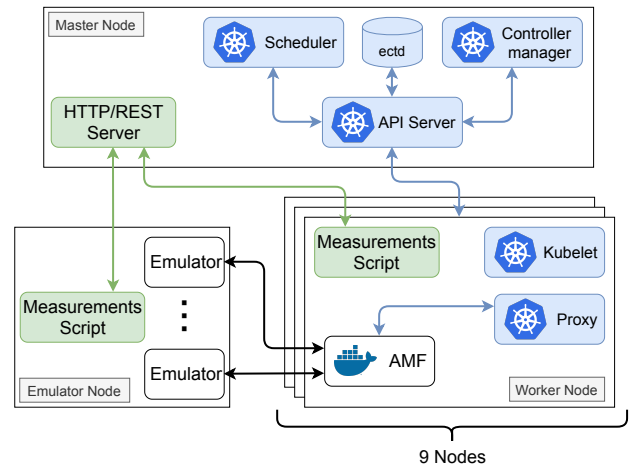 Master Node
Scheduler
ectd
Controller
manager
HTTP/REST
Server
API Server
Measurements
Script
Kubelet
Emulator
Measurements
Script
Proxy
AMF
Emulator
Emulator Node
Worker Node
9 Nodes